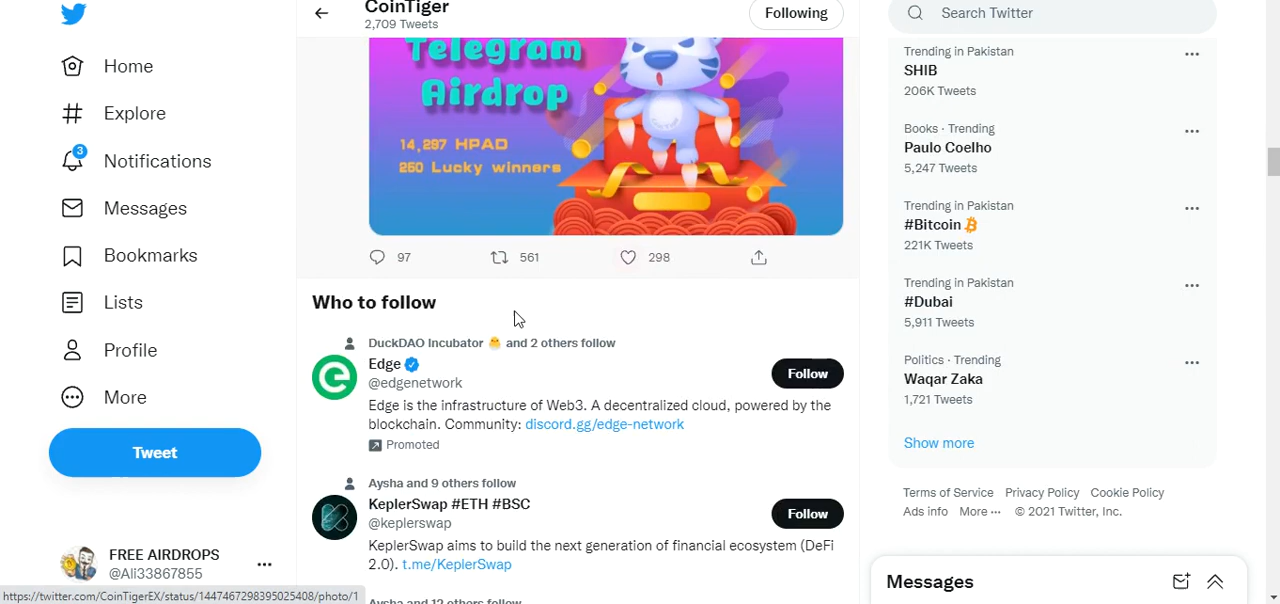 Home
Explore
3
Notifications
Messages
Bookmarks
Lists
Profile
More
Tweet
FREE AIRDROPS
@Ali33867855
https://twitter.com/CoinTigerEX/status/1447467298395025408/photo/1
CoinTiger
2,709 Tweets
Following
Telegram
Airdrop
14,297 HPAD
250 Lucky winners
CoinTiger
97 561 298
Who to follow
DuckDAO Incubator 🐣 and 2 others follow
Edge
@edgenetwork
Follow
Edge is the infrastructure of Web3. A decentralized cloud, powered by the
blockchain. Community: discord.gg/edge-network
Promoted
Aysha and 9 others follow
KeplerSwap #ETH #BSC
@keplerswap
Follow
KeplerSwap aims to build the next generation of financial ecosystem (DeFi
2.0). t.me/KeplerSwap
Aysha and 12 others follow
Search Twitter
Trending in Pakistan
SHIB
206K Tweets
Books · Trending
Paulo Coelho
5,247 Tweets
Trending in Pakistan
#Bitcoin
221K Tweets
Trending in Pakistan
#Dubai
5,911 Tweets
Politics · Trending
Waqar Zaka
1,721 Tweets
Show more
Terms of Service Privacy Policy Cookie Policy
Ads info More ··· © 2021 Twitter, Inc.
Messages